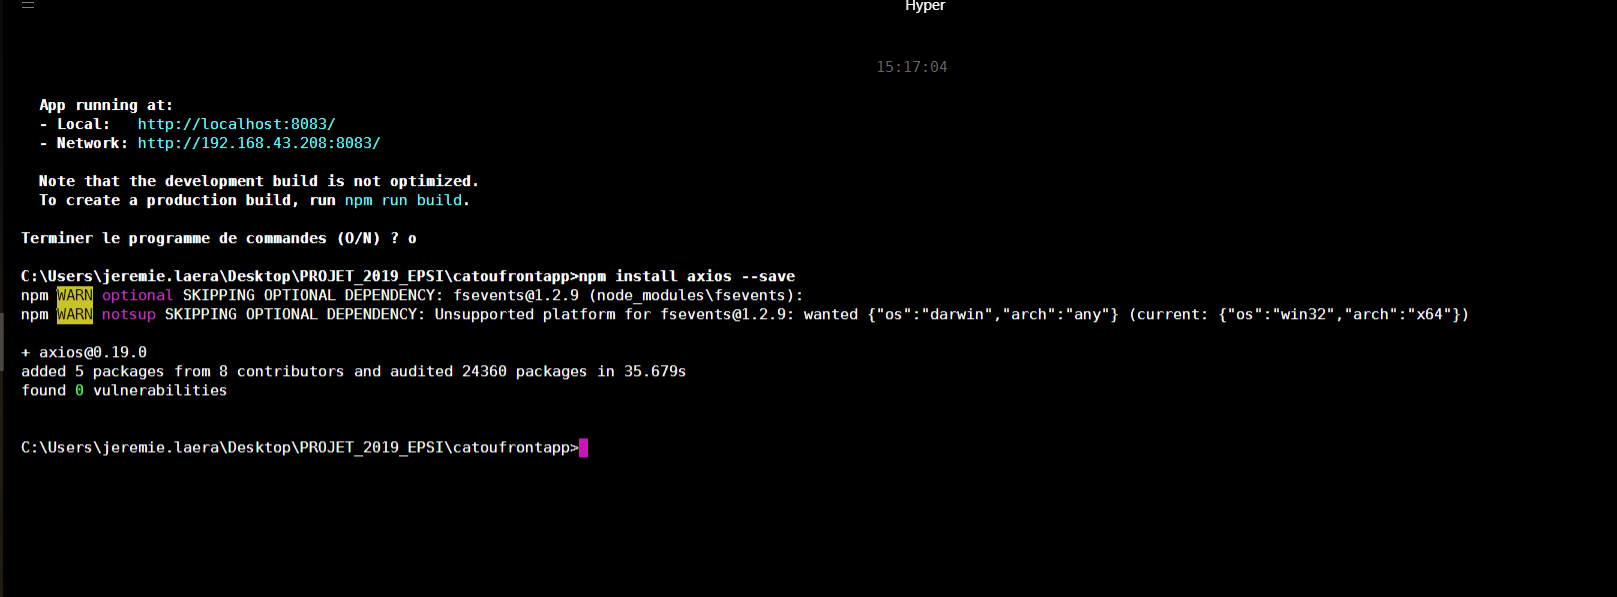 Hyper
15:17:04
App running at:
- Local:   http://localhost:8083/
- Network: http://192.168.43.208:8083/
Note that the development build is not optimized.
To create a production build, run npm run build.
Terminer le programme de commandes (O/N) ? o
C:\Users\jeremie.laera\Desktop\PROJET_2019_EPSI\catoufrontapp>npm install axios --save
npm WARN optional SKIPPING OPTIONAL DEPENDENCY: fsevents@1.2.9 (node_modules\fsevents):
npm WARN notsup SKIPPING OPTIONAL DEPENDENCY: Unsupported platform for fsevents@1.2.9: wanted {"os":"darwin","arch":"any"} (current: {"os":"win32","arch":"x64"})
+ axios@0.19.0
added 5 packages from 8 contributors and audited 24360 packages in 35.679s
found 0 vulnerabilities
C:\Users\jeremie.laera\Desktop\PROJET_2019_EPSI\catoufrontapp>